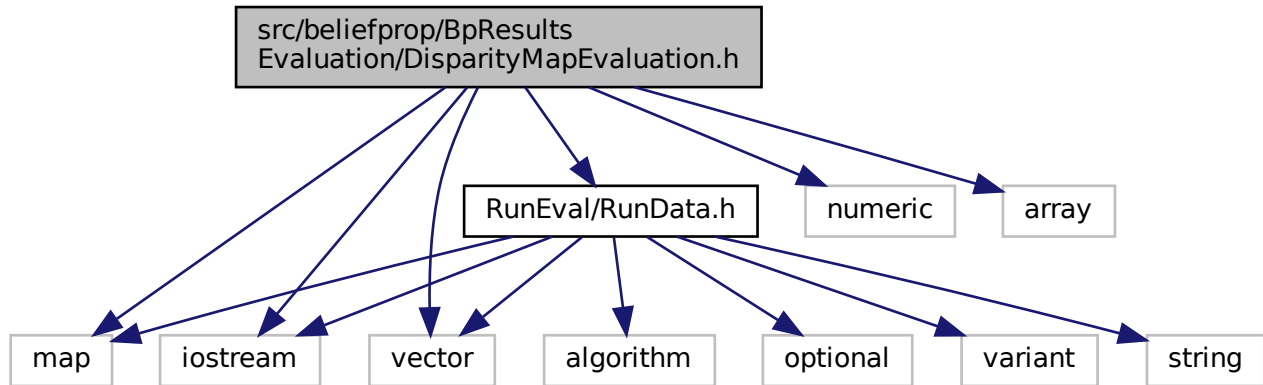 src/beliefprop/BpResults
Evaluation/DisparityMapEvaluation.h
RunEval/RunData.h
numeric
array
map
iostream
vector
algorithm
optional
variant
string